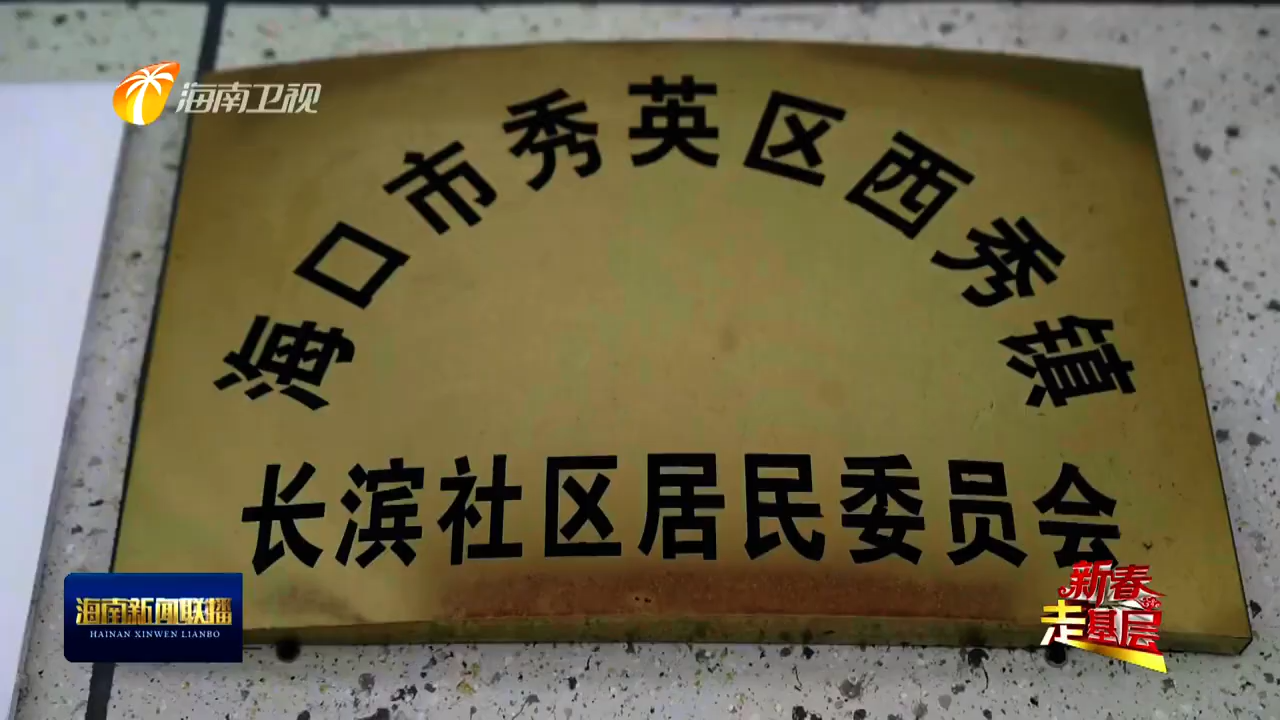 海南卫视
海口市秀英区西秀镇
长滨社区居民委员会
海南新闻联播
HAINAN XINWEN LIANBO
新春
走基层